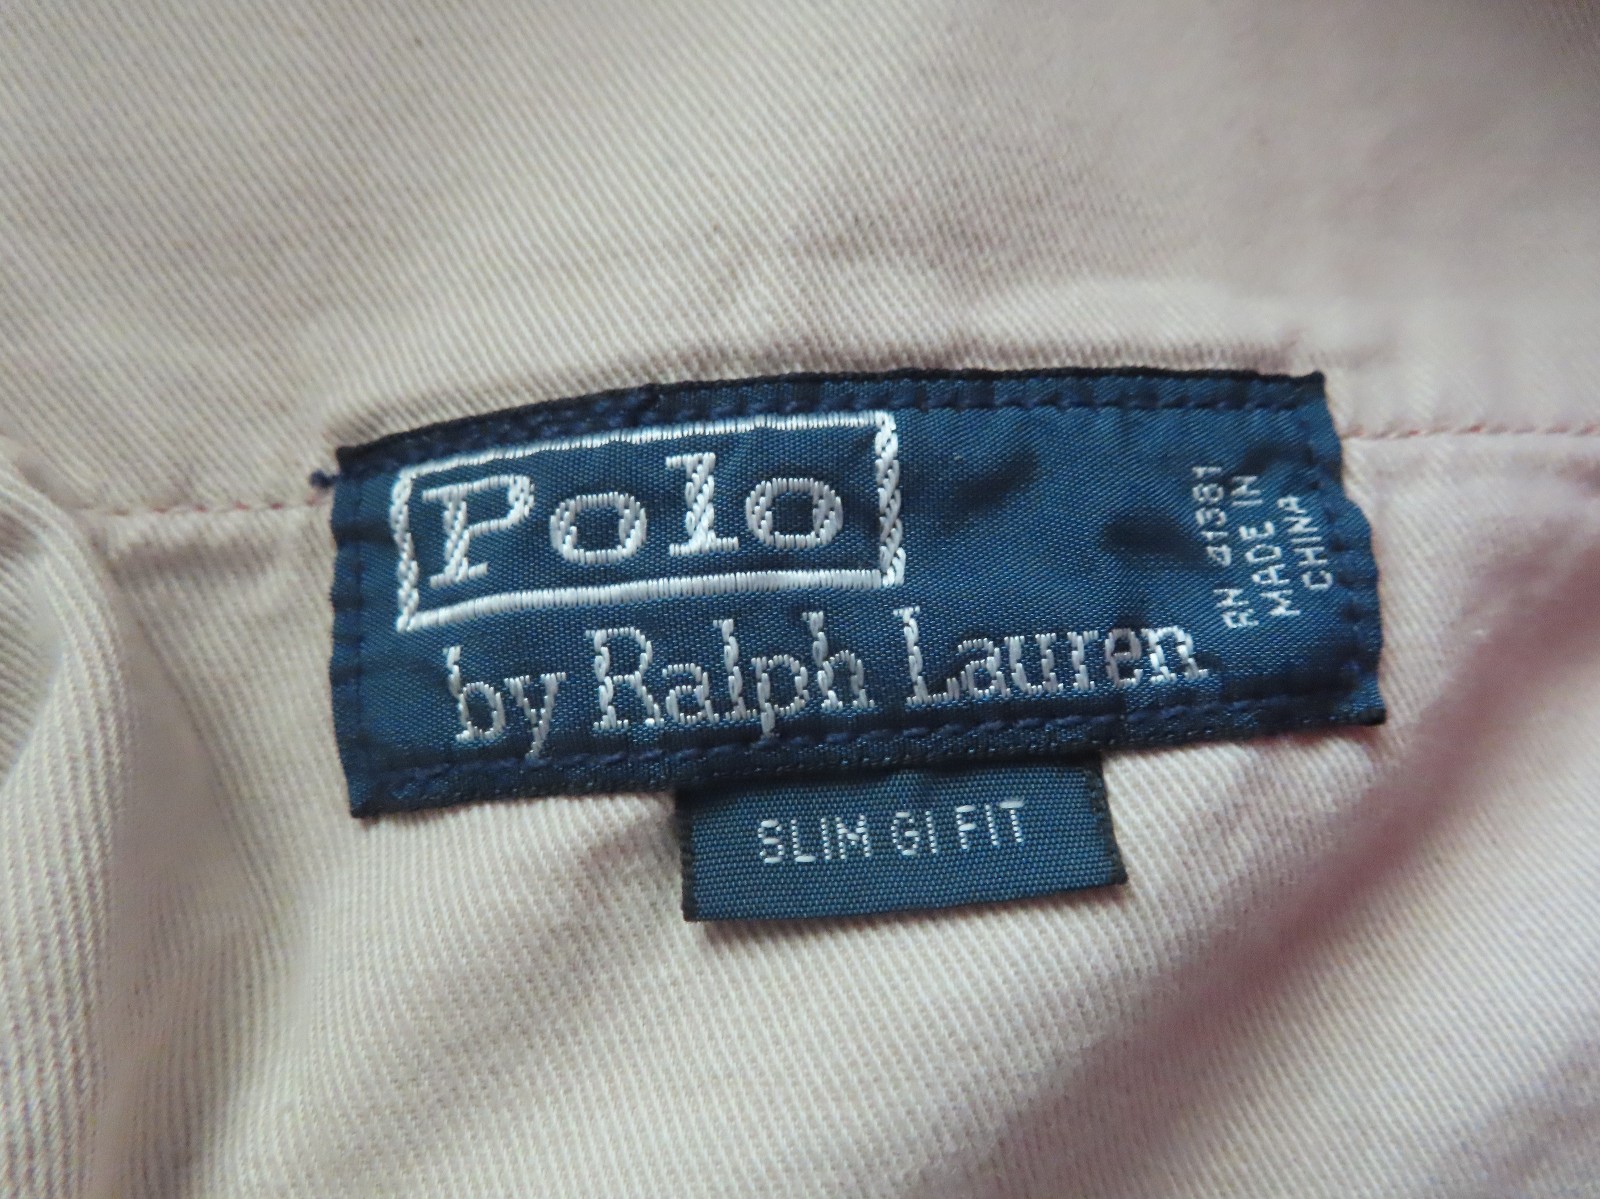 Polo
by Ralph Lauren
RN 41381
MADE IN
CHINA
SLIM GI FIT